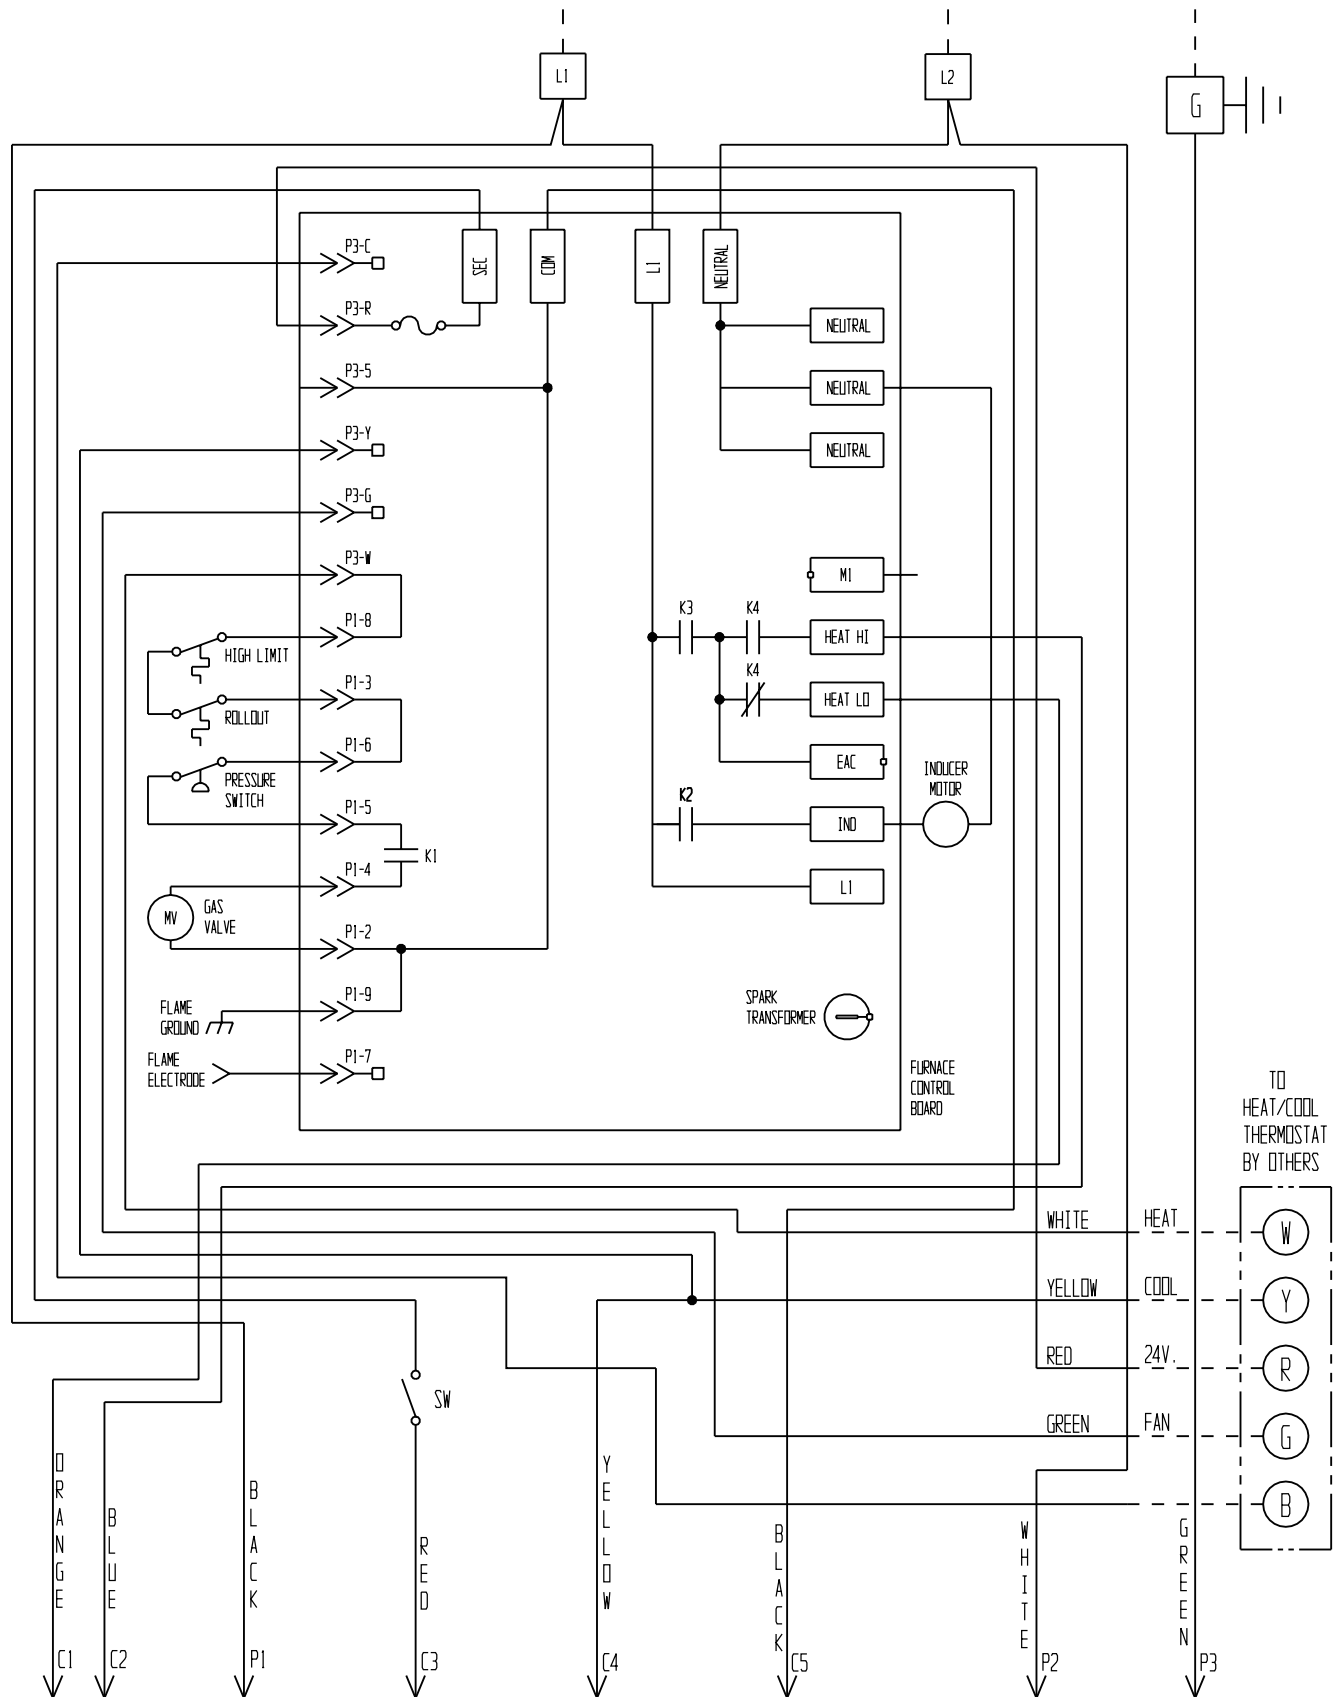 L1
L2
G
P3-C
SEC
COM
L1
NEUTRAL
P3-R
NEUTRAL
P3-5
NEUTRAL
P3-Y
NEUTRAL
P3-G
P3-W
M1
P1-8
K3
K4
HEAT HI
HIGH LIMIT
P1-3
K4
HEAT LO
ROLLOUT
P1-6
EAC
PRESSURE
SWITCH
INDUCER
MOTOR
P1-5
K2
IND
K1
P1-4
L1
MV
GAS
VALVE
P1-2
FLAME
GROUND
P1-9
SPARK
TRANSFORMER
FLAME
ELECTRODE
P1-7
FURNACE
CONTROL
BOARD
TO
HEAT/COOL
THERMOSTAT
BY OTHERS
WHITE
HEAT
W
YELLOW
COOL
Y
RED
24V.
R
GREEN
FAN
G
B
SW
ORANGE
BLUE
BLACK
RED
YELLOW
BLACK
WHITE
GREEN
C1
C2
P1
C3
C4
C5
P2
P3